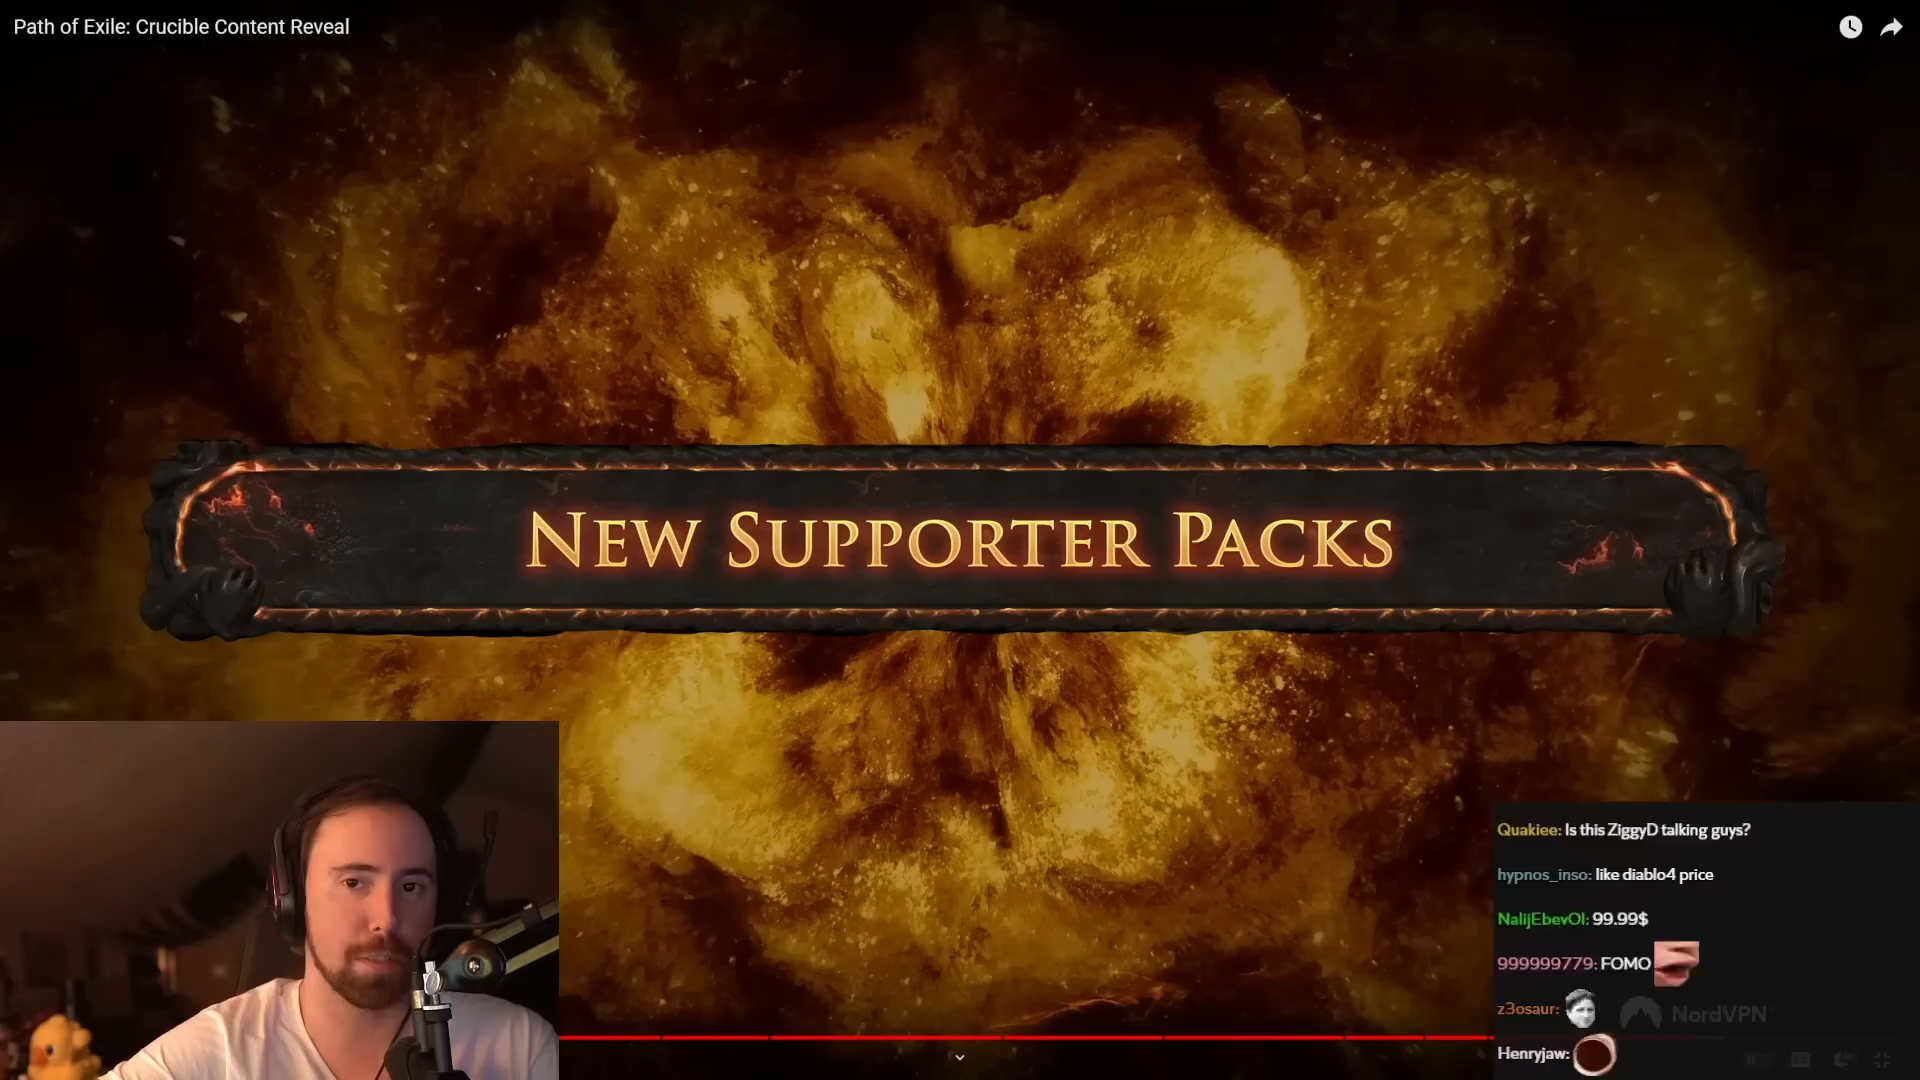 Path of Exile: Crucible Content Reveal
NEW SUPPORTER PACKS
Quakiee: Is this ZiggyD talking guys?
hypnos_inso: like diablo4 price
NalijEbevOl: 99.99$
999999779: FOMO
z3osaur:
NordVPN
Henryjaw: